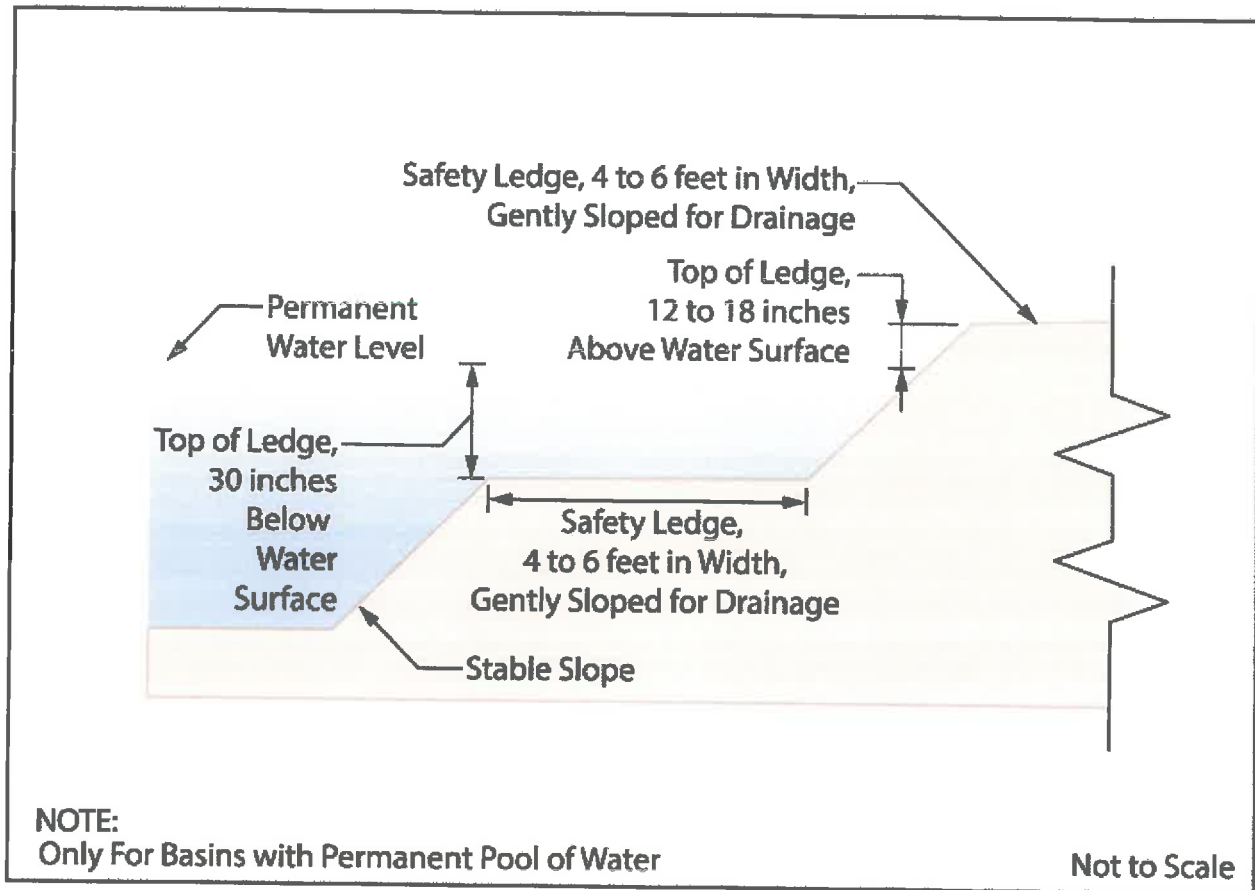 Safety Ledge, 4 to 6 feet in Width,
Gently Sloped for Drainage
Top of Ledge,
12 to 18 inches
Above Water Surface
Permanent
Water Level
Top of Ledge,
30 inches
Below
Water
Surface
Safety Ledge,
4 to 6 feet in Width,
Gently Sloped for Drainage
Stable Slope
NOTE:
Only For Basins with Permanent Pool of Water
Not to Scale